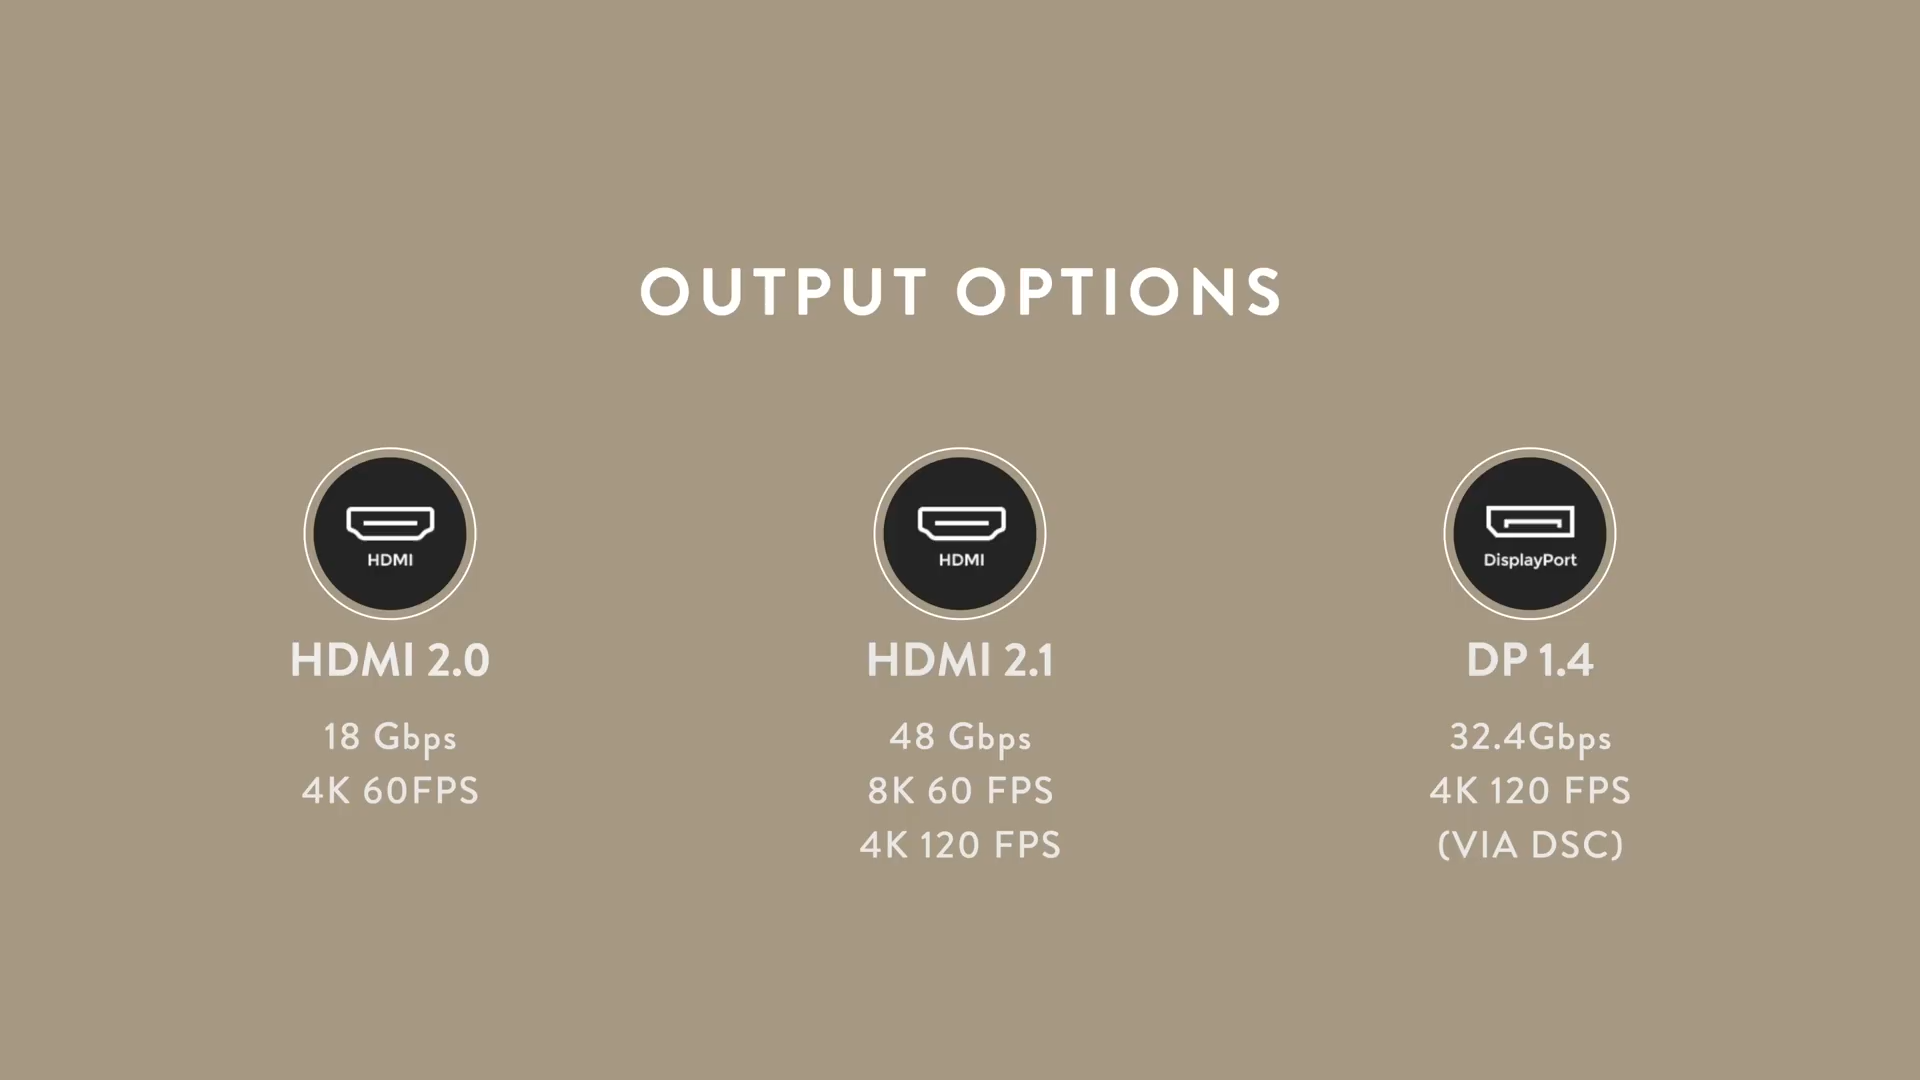 OUTPUT OPTIONS
HDMI
HDMI 2.0
18 Gbps
4K 60FPS
HDMI
HDMI 2.1
48 Gbps
8K 60 FPS
4K 120 FPS
DisplayPort
DP 1.4
32.4Gbps
4K 120 FPS
(VIA DSC)